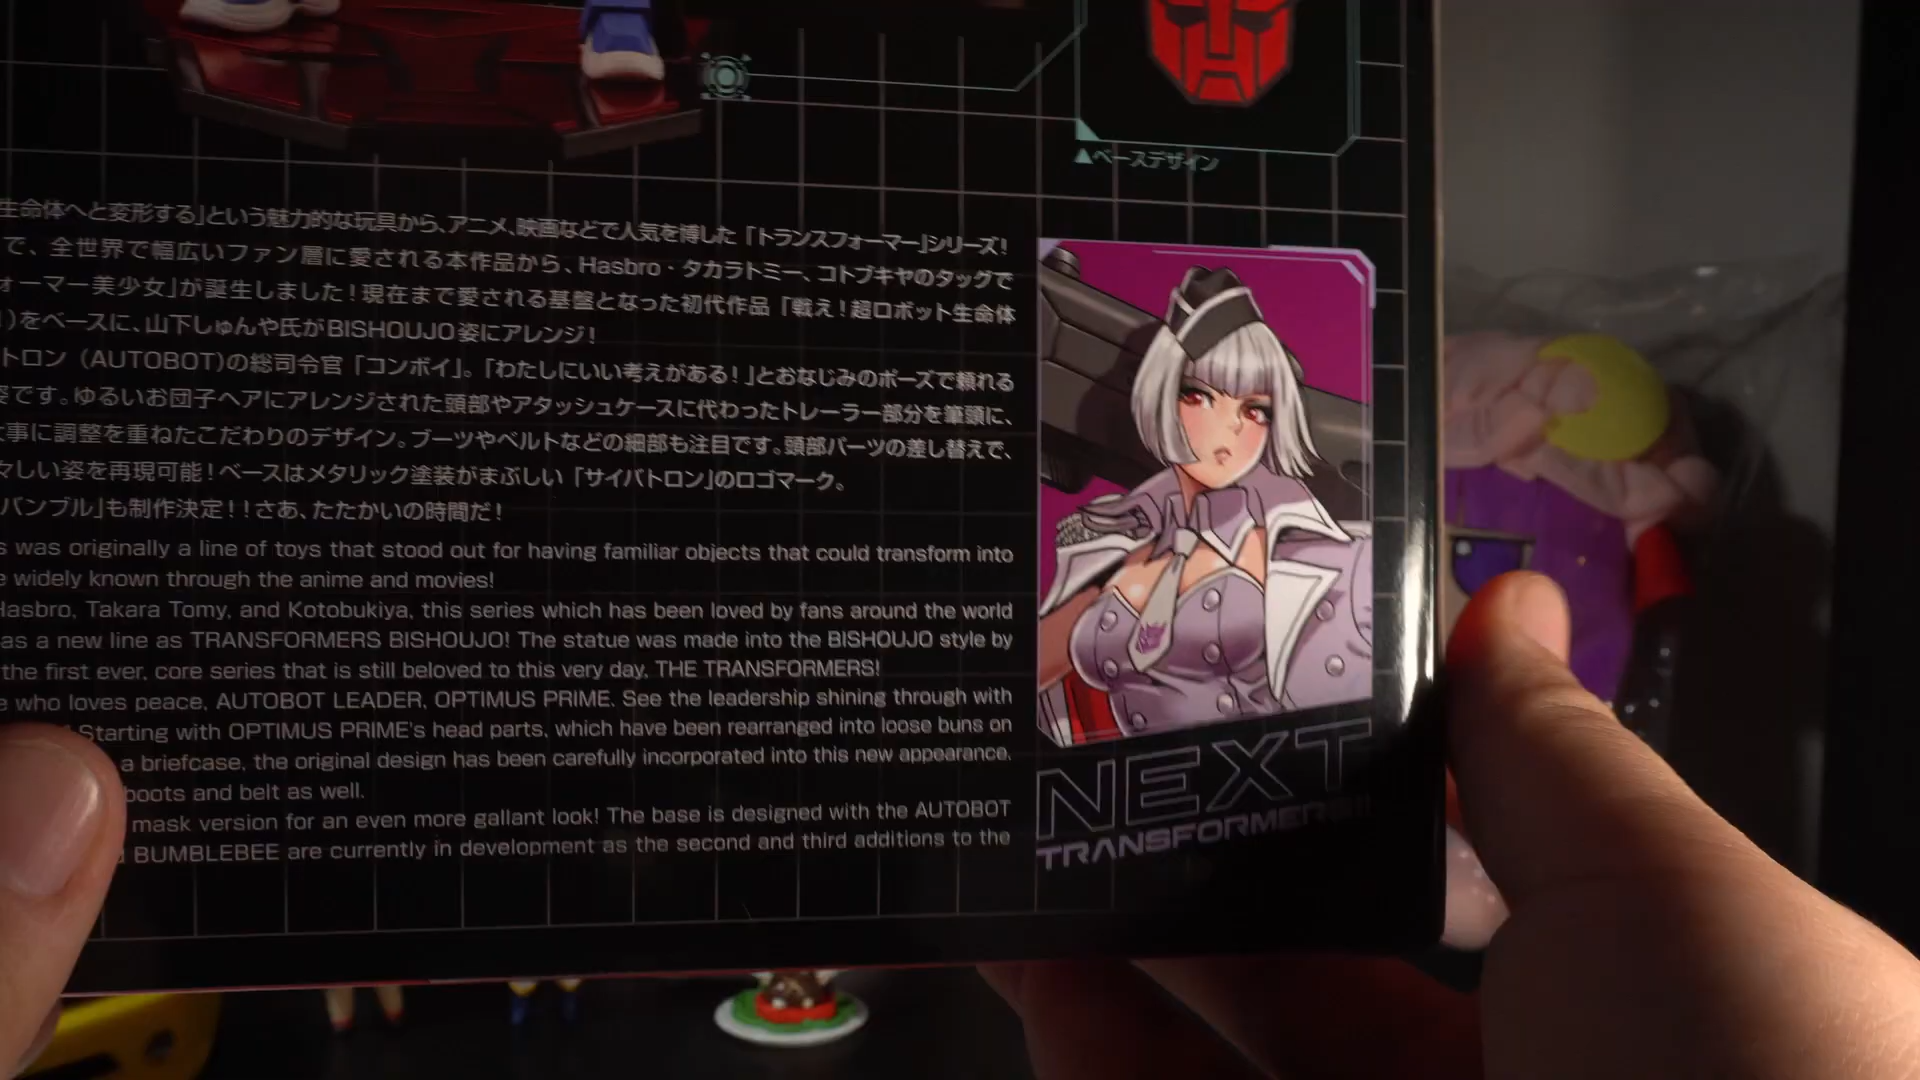 ▲ベースデザイン
生命体へと変形する」という魅力的な玩具から、アニメ、映画などで人気を博した「トランスフォーマー」シリーズ!
で、全世界で幅広いファン層に愛される本作品から、Hasbro・タカラトミー、コトブキヤのタッグで
ォーマー美少女」が誕生しました!現在まで愛される基盤となった初代作品「戦え!超ロボット生命体
)をベースに、山下しゅんや氏がBISHOUJO姿にアレンジ!
トロン(AUTOBOT)の総司令官「コンボイ」。「わたしにいい考えがある!」とおなじみのポーズで頼れる
姿です。ゆるいお団子ヘアにアレンジされた頭部やアタッシュケースに代わったトレーラー部分を筆頭に、
事に調整を重ねたこだわりのデザイン。ブーツやベルトなどの細部も注目です。頭部パーツの差し替えで、
々しい姿を再現可能!ベースはメタリック塗装がまぶしい「サイバトロン」のロゴマーク。
バンブル」も制作決定!!さあ、たたかいの時間だ!
s was originally a line of toys that stood out for having familiar objects that could transform into
e widely known through the anime and movies!
Hasbro, Takara Tomy, and Kotobukiya, this series which has been loved by fans around the world
as a new line as TRANSFORMERS BISHOUJO! The statue was made into the BISHOUJO style by
the first ever, core series that is still beloved to this very day, THE TRANSFORMERS!
e who loves peace, AUTOBOT LEADER, OPTIMUS PRIME. See the leadership shining through with
Starting with OPTIMUS PRIME's head parts, which have been rearranged into loose buns on
a briefcase, the original design has been carefully incorporated into this new appearance.
boots and belt as well.
mask version for an even more gallant look! The base is designed with the AUTOBOT
BUMBLEBEE are currently in development as the second and third additions to the
NEXT
TRANSFORMERS!!